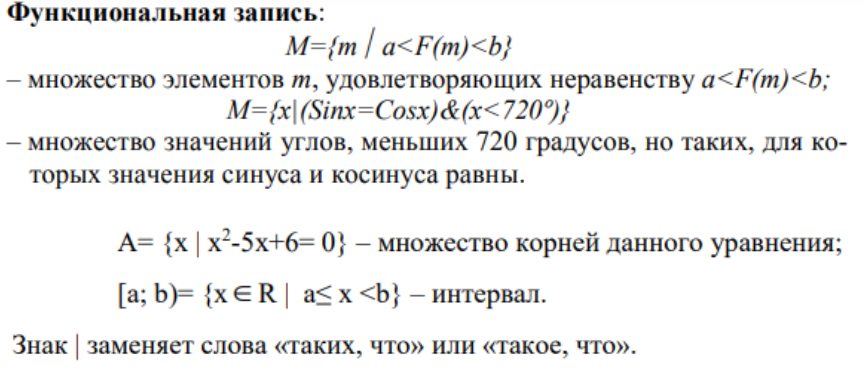 Функциональная запись:
M={m / a<F(m)<b}
– множество элементов m, удовлетворяющих неравенству a<F(m)<b;
M={x|(Sinx=Cosx)&(x<720º)}
– множество значений углов, меньших 720 градусов, но таких, для ко-
торых значения синуса и косинуса равны.
A= {x | x²-5x+6= 0} – множество корней данного уравнения;
[a; b)= {x ∈ R | a≤ x <b} – интервал.
Знак | заменяет слова «таких, что» или «такое, что».